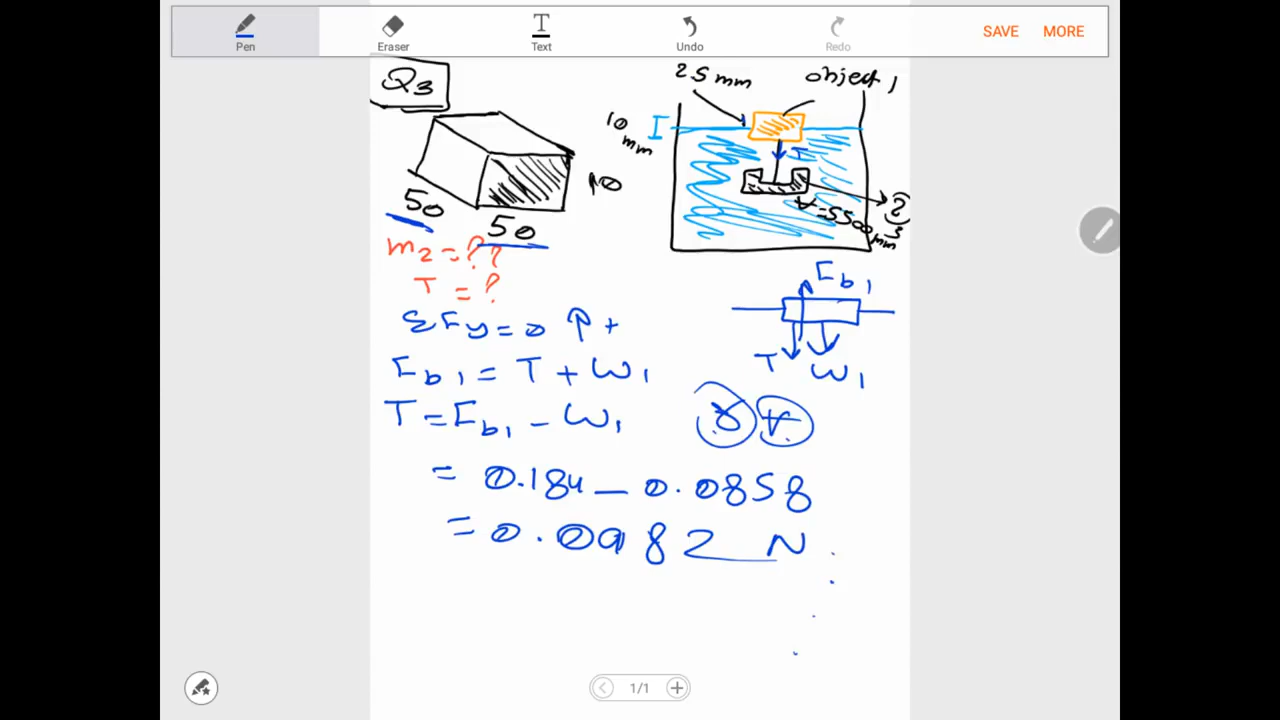 Pen
Eraser
T
Text
Undo
Redo
SAVE
MORE
Q3
10
50
50
25 mm
object 1
10 mm
T
2
∀=5500 mm³
m2 = ??
T = ?
ΣFy = 0 ↑+
Fb1 = T + W1
T = Fb1 - W1
= 0.184 - 0.0858
= 0.0982 N
Fb1
T
W1
γ ∀
1/1